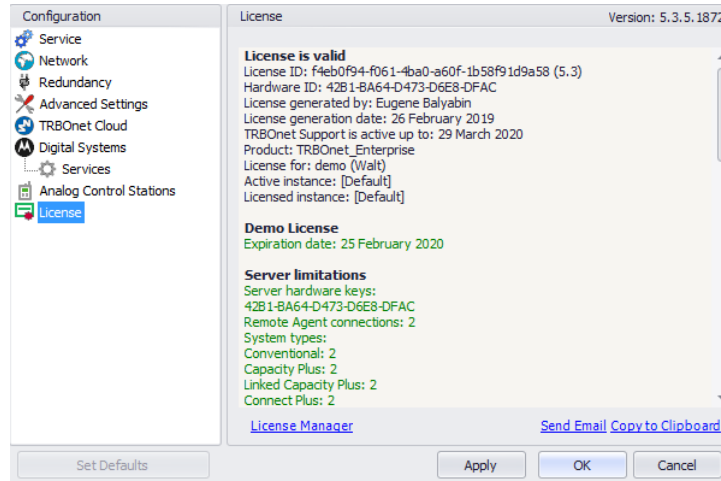 Configuration
Service
Network
Redundancy
Advanced Settings
TRBOnet Cloud
Digital Systems
Services
Analog Control Stations
License
License
Version: 5.3.5.1872
License is valid
License ID: f4eb0f94-f061-4ba0-a60f-1b58f91d9a58 (5.3)
Hardware ID: 42B1-BA64-D473-D6E8-DFAC
License generated by: Eugene Balyabin
License generation date: 26 February 2019
TRBOnet Support is active up to: 29 March 2020
Product: TRBOnet_Enterprise
License for: demo (Walt)
Active instance: [Default]
Licensed instance: [Default]
Demo License
Expiration date: 25 February 2020
Server limitations
Server hardware keys:
42B1-BA64-D473-D6E8-DFAC
Remote Agent connections: 2
System types:
Conventional: 2
Capacity Plus: 2
Linked Capacity Plus: 2
Connect Plus: 2
License Manager
Send Email Copy to Clipboard
Set Defaults
Apply
OK
Cancel